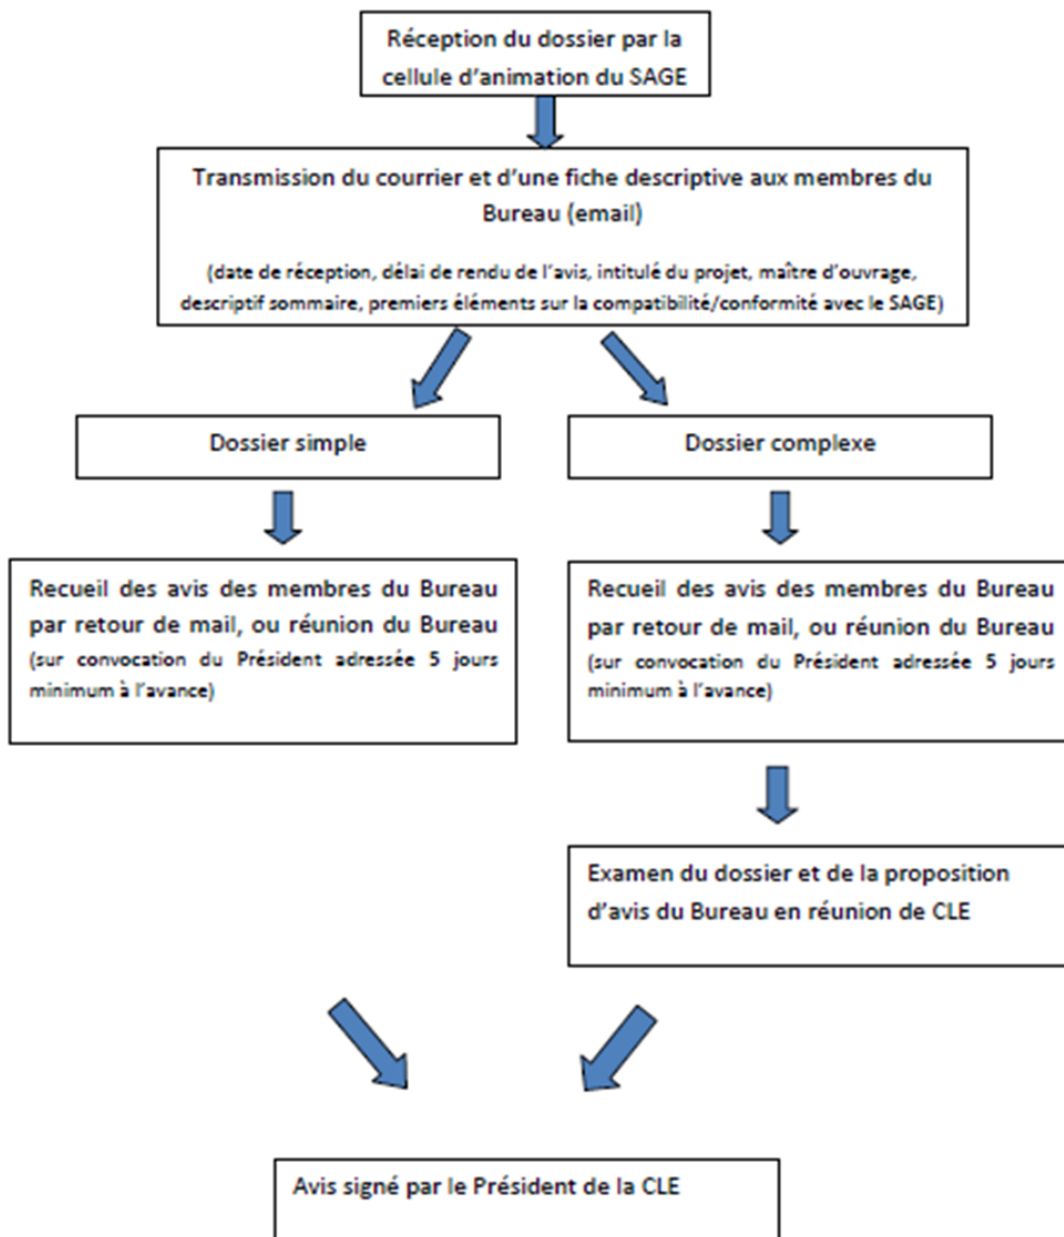 Réception du dossier par la
cellule d'animation du SAGE
Transmission du courrier et d'une fiche descriptive aux membres du
Bureau (email)
(date de réception, délai de rendu de l'avis, intitulé du projet, maître d'ouvrage,
descriptif sommaire, premiers éléments sur la compatibilité/conformité avec le SAGE)
Dossier simple
Dossier complexe
Recueil des avis des membres du Bureau
par retour de mail, ou réunion du Bureau
(sur convocation du Président adressée 5 jours
minimum à l'avance)
Recueil des avis des membres du Bureau
par retour de mail, ou réunion du Bureau
(sur convocation du Président adressée 5 jours
minimum à l'avance)
Examen du dossier et de la proposition
d'avis du Bureau en réunion de CLE
Avis signé par le Président de la CLE